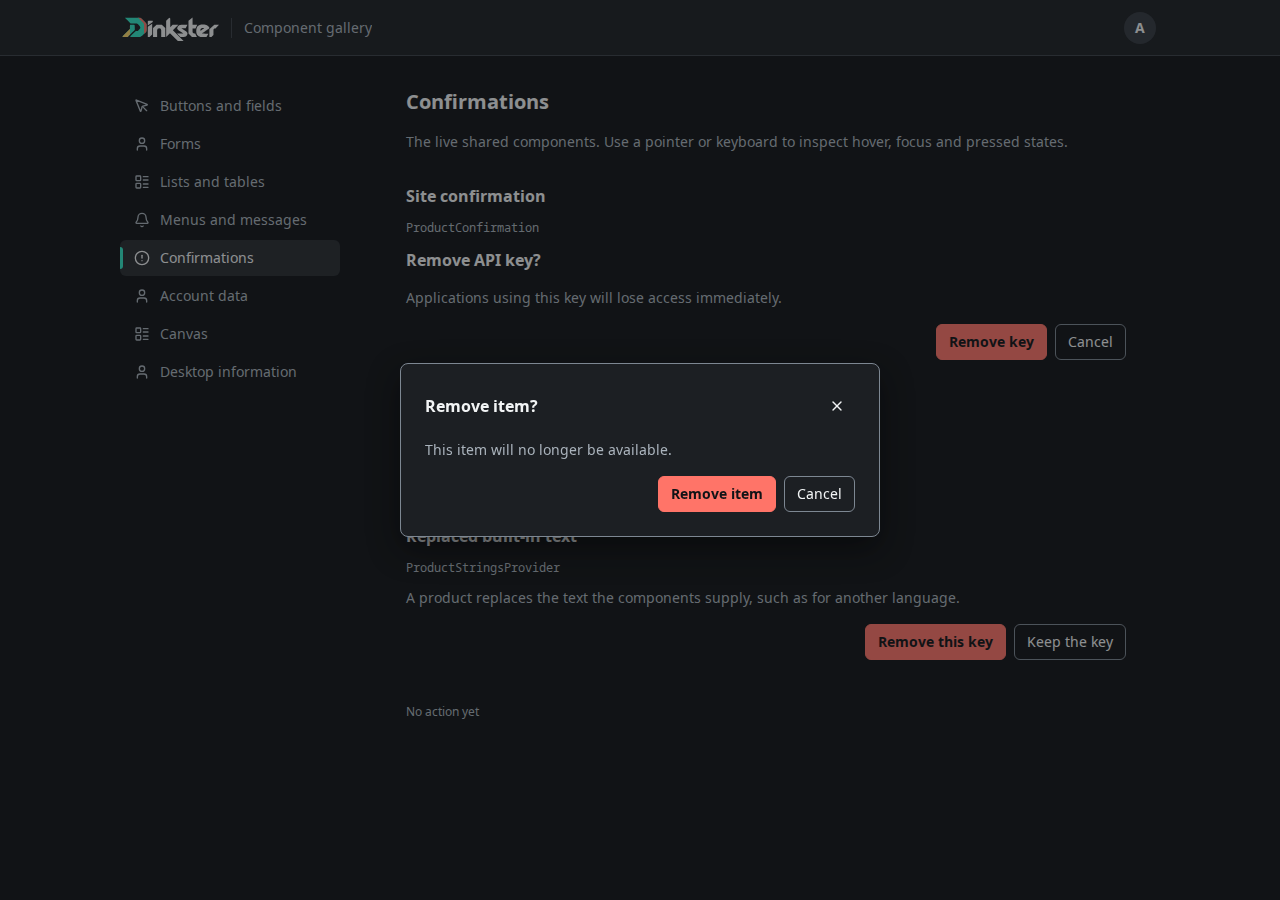 Dinkster
Component gallery
A
Buttons and fields
Forms
Lists and tables
Menus and messages
Confirmations
Account data
Canvas
Desktop information
Confirmations
The live shared components. Use a pointer or keyboard to inspect hover, focus and pressed states.
Site confirmation
ProductConfirmation
Remove API key?
Applications using this key will lose access immediately.
Remove key
Cancel
Remove item?
This item will no longer be available.
Remove item
Cancel
Replaced built-in text
ProductStringsProvider
A product replaces the text the components supply, such as for another language.
Remove this key
Keep the key
No action yet